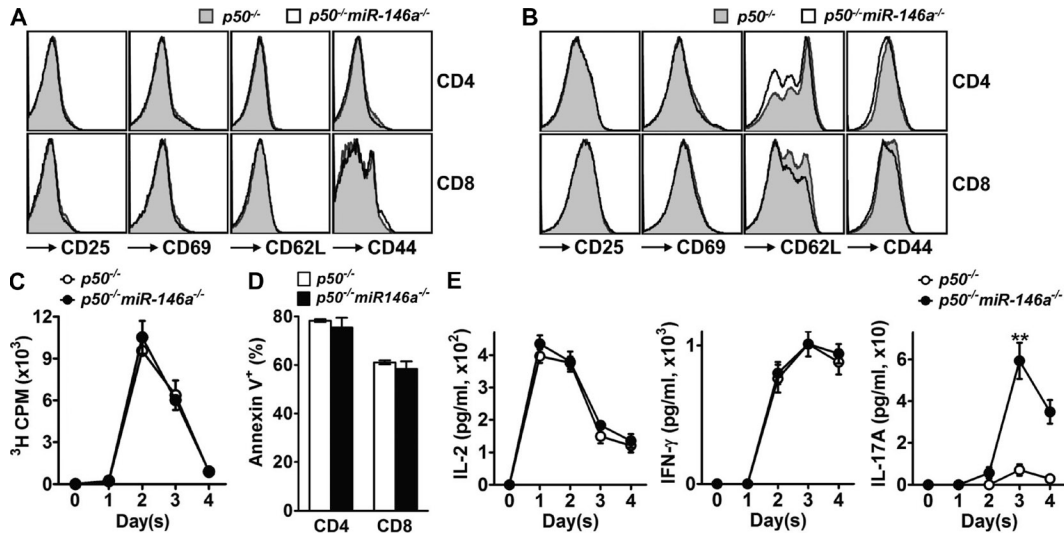 A
p50-/-
p50-/-miR-146a-/-
CD4
CD8
CD25
CD69
CD62L
CD44
B
p50-/-
p50-/-miR-146a-/-
CD4
CD8
CD25
CD69
CD62L
CD44
C
p50-/-
p50-/-miR-146a-/-
3H CPM (x103)
12
9
6
3
0
0 1 2 3 4
Day(s)
D
p50-/-
p50-/-miR146a-/-
Annexin V+ (%)
80
60
40
20
0
CD4 CD8
E
IL-2 (pg/ml, x102)
4
3
2
1
0
0 1 2 3 4
Day(s)
IFN-γ (pg/ml, x103)
1
0
0 1 2 3 4
Day(s)
p50-/-
p50-/-miR-146a-/-
IL-17A (pg/ml, x10)
**
6
4
2
0
0 1 2 3 4
Day(s)